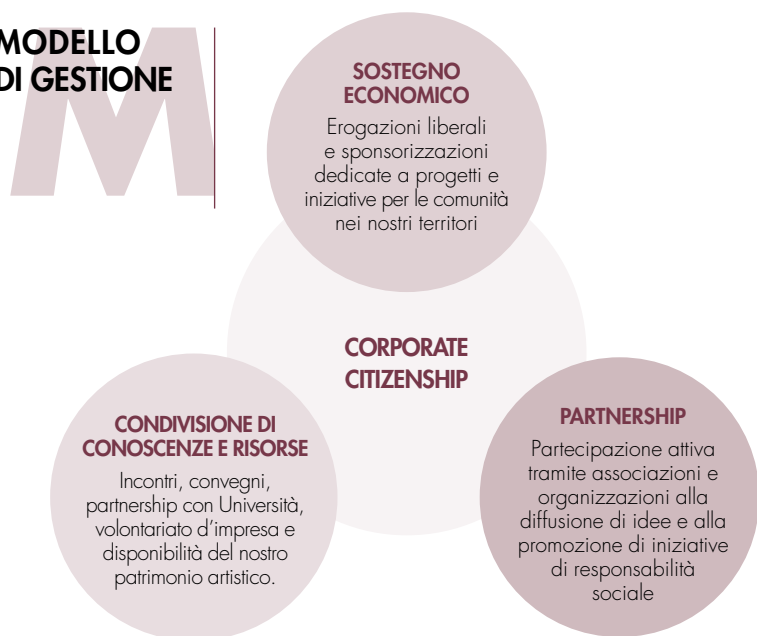 MODELLO
DI GESTIONE
M
SOSTEGNO
ECONOMICO
Erogazioni liberali
e sponsorizzazioni
dedicate a progetti e
iniziative per le comunità
nei nostri territori
CORPORATE
CITIZENSHIP
CONDIVISIONE DI
CONOSCENZE E RISORSE
Incontri, convegni,
partnership con Università,
volontariato d’impresa e
disponibilità del nostro
patrimonio artistico.
PARTNERSHIP
Partecipazione attiva
tramite associazioni e
organizzazioni alla
diffusione di idee e alla
promozione di iniziative
di responsabilità
sociale